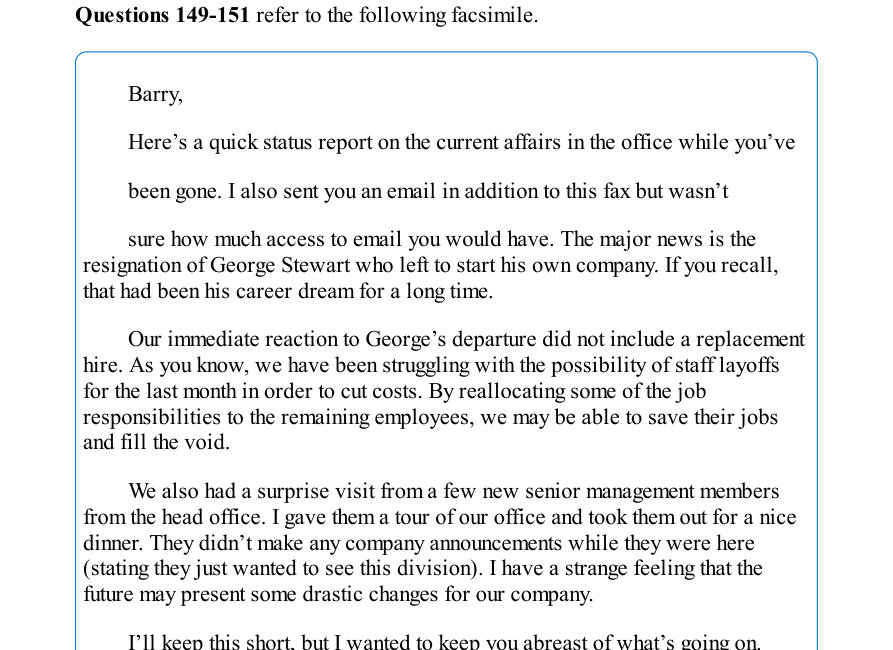 Questions 149-151 refer to the following facsimile.
Barry,
Here’s a quick status report on the current affairs in the office while you’ve
been gone. I also sent you an email in addition to this fax but wasn’t
sure how much access to email you would have. The major news is the
resignation of George Stewart who left to start his own company. If you recall,
that had been his career dream for a long time.
Our immediate reaction to George’s departure did not include a replacement
hire. As you know, we have been struggling with the possibility of staff layoffs
for the last month in order to cut costs. By reallocating some of the job
responsibilities to the remaining employees, we may be able to save their jobs
and fill the void.
We also had a surprise visit from a few new senior management members
from the head office. I gave them a tour of our office and took them out for a nice
dinner. They didn’t make any company announcements while they were here
(stating they just wanted to see this division). I have a strange feeling that the
future may present some drastic changes for our company.
I’ll keep this short, but I wanted to keep you abreast of what’s going on.